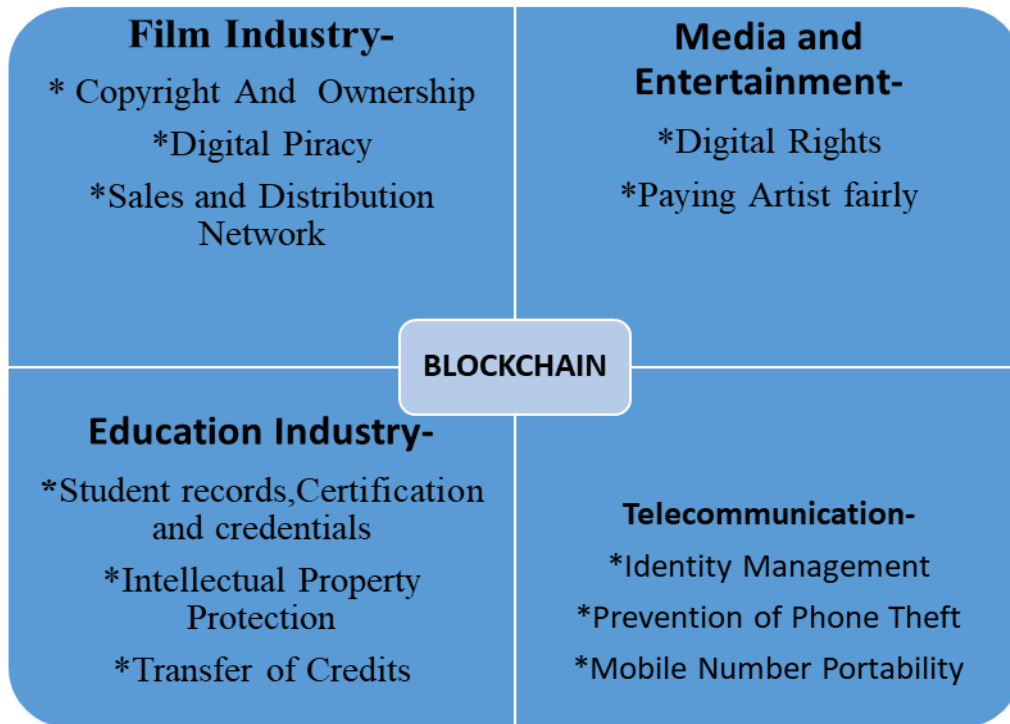 Film Industry-
* Copyright And Ownership
*Digital Piracy
*Sales and Distribution
Network
Media and
Entertainment-
*Digital Rights
*Paying Artist fairly
BLOCKCHAIN
Education Industry-
*Student records,Certification
and credentials
*Intellectual Property
Protection
*Transfer of Credits
Telecommunication-
*Identity Management
*Prevention of Phone Theft
*Mobile Number Portability